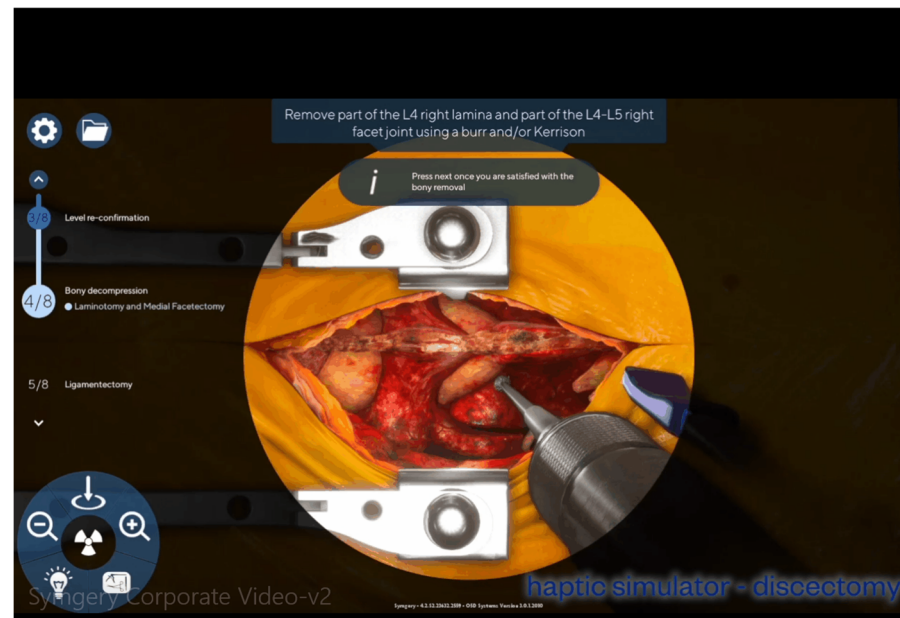 Remove part of the L4 right lamina and part of the L4-L5 right
facet joint using a burr and/or Kerrison
i
Press next once you are satisfied with the
bony removal
3/8
Level re-confirmation
4/8
Bony decompression
Laminotomy and Medial Facetectomy
5/8
Ligamentectomy
haptic simulator - discectomy
Symgery Corporate Video-v2